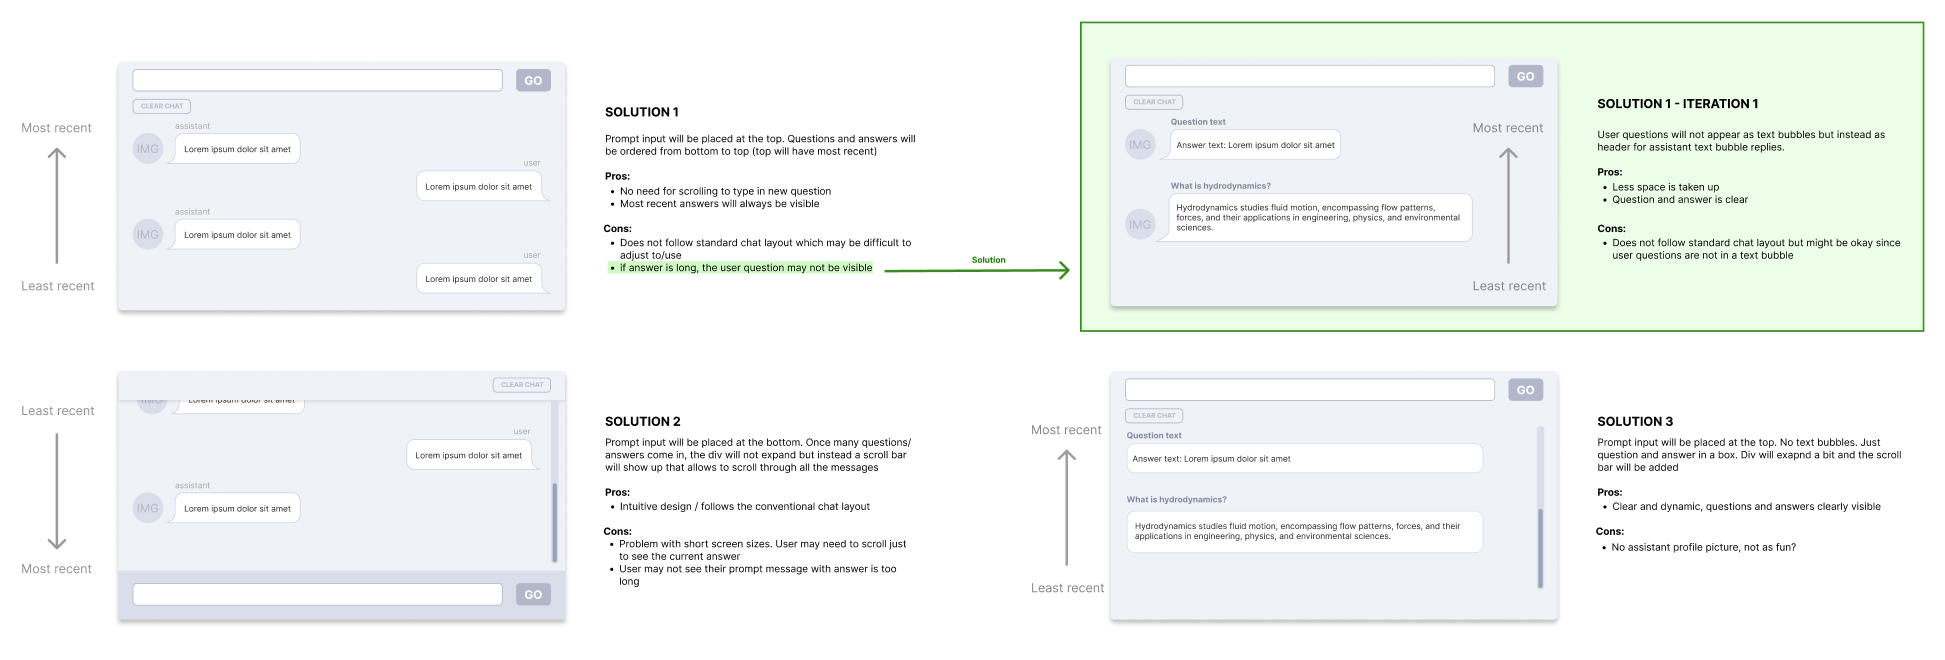 GO
CLEAR CHAT
Most recent
assistant
IMG
Lorem ipsum dolor sit amet
user
Lorem ipsum dolor sit amet
assistant
IMG
Lorem ipsum dolor sit amet
user
Lorem ipsum dolor sit amet
Least recent
SOLUTION 1
Prompt input will be placed at the top. Questions and answers will
be ordered from bottom to top (top will have most recent)
Pros:
• No need for scrolling to type in new question
• Most recent answers will always be visible
Cons:
• Does not follow standard chat layout which may be difficult to
adjust to/use
• if answer is long, the user question may not be visible
Solution
GO
CLEAR CHAT
Question text
IMG
Answer text: Lorem ipsum dolor sit amet
Most recent
What is hydrodynamics?
IMG
Hydrodynamics studies fluid motion, encompassing flow patterns,
forces, and their applications in engineering, physics, and environmental
sciences.
Least recent
SOLUTION 1 - ITERATION 1
User questions will not appear as text bubbles but instead as
header for assistant text bubble replies.
Pros:
• Less space is taken up
• Question and answer is clear
Cons:
• Does not follow standard chat layout but might be okay since
user questions are not in a text bubble
CLEAR CHAT
Least recent
IMG
Lorem ipsum dolor sit amet
user
Lorem ipsum dolor sit amet
assistant
IMG
Lorem ipsum dolor sit amet
Most recent
GO
SOLUTION 2
Prompt input will be placed at the bottom. Once many questions/
answers come in, the div will not expand but instead a scroll bar
will show up that allows to scroll through all the messages
Pros:
• Intuitive design / follows the conventional chat layout
Cons:
• Problem with short screen sizes. User may need to scroll just
to see the current answer
• User may not see their prompt message with answer is too
long
GO
CLEAR CHAT
Most recent
Question text
Answer text: Lorem ipsum dolor sit amet
What is hydrodynamics?
Hydrodynamics studies fluid motion, encompassing flow patterns, forces, and their
applications in engineering, physics, and environmental sciences.
Least recent
SOLUTION 3
Prompt input will be placed at the top. No text bubbles. Just
question and answer in a box. Div will exapnd a bit and the scroll
bar will be added
Pros:
• Clear and dynamic, questions and answers clearly visible
Cons:
• No assistant profile picture, not as fun?